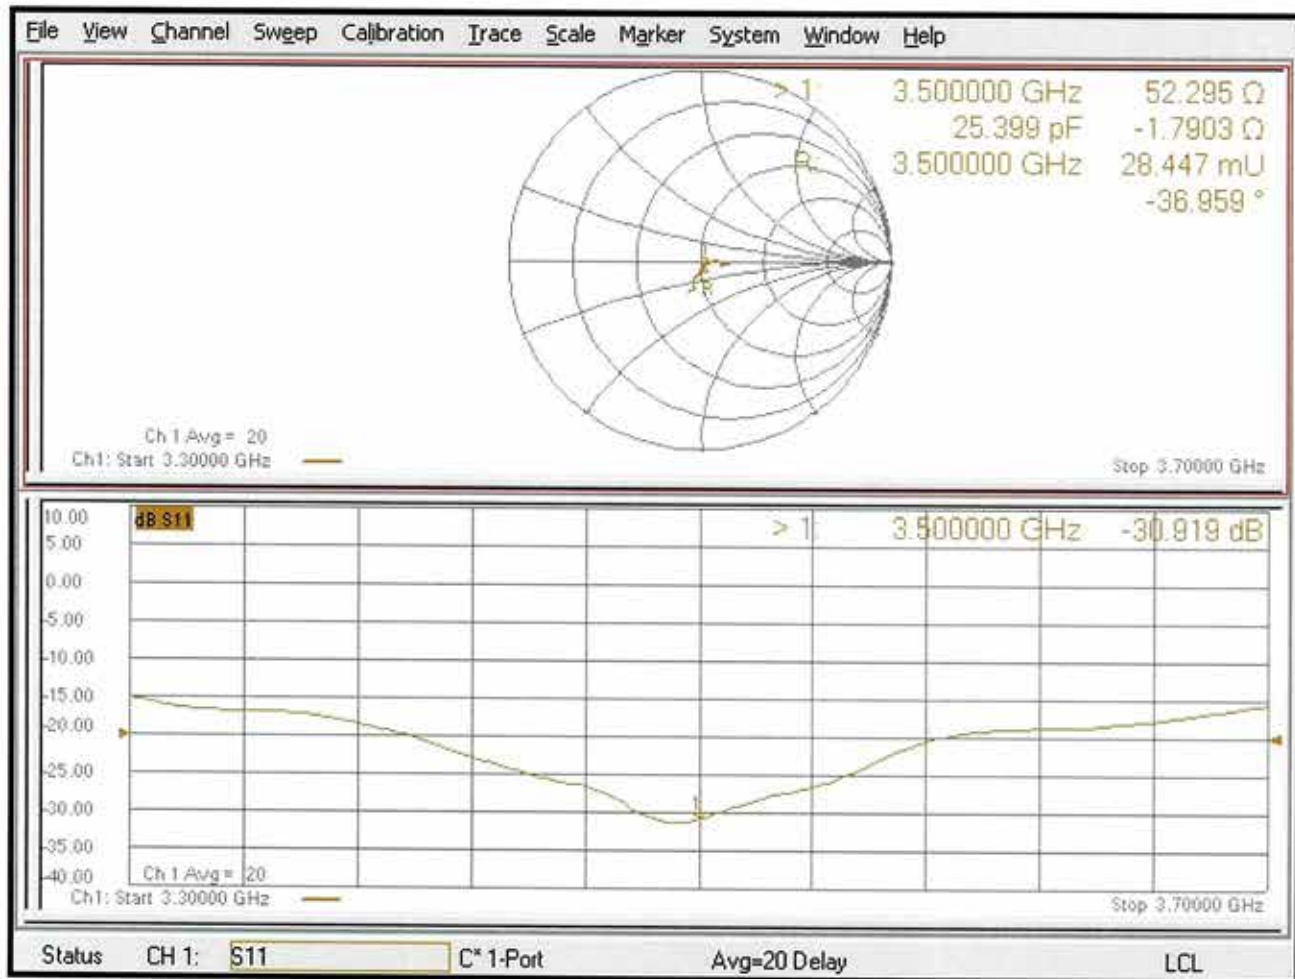 File View Channel Sweep Calibration Trace Scale Marker System Window Help
> 1: 3.500000 GHz 52.295 Ω
25.399 pF -1.7903 Ω
3.500000 GHz 28.447 mU
-36.959 °
Ch 1 Avg = 20
Ch1: Start 3.30000 GHz
Stop 3.70000 GHz
10.00
dB S11
> 1: 3.500000 GHz -30.919 dB
5.00
0.00
-5.00
-10.00
-15.00
-20.00
-25.00
-30.00
1
-35.00
-40.00
Ch 1 Avg = 20
Ch1: Start 3.30000 GHz
Stop 3.70000 GHz
Status CH 1: S11 C* 1-Port Avg=20 Delay LCL